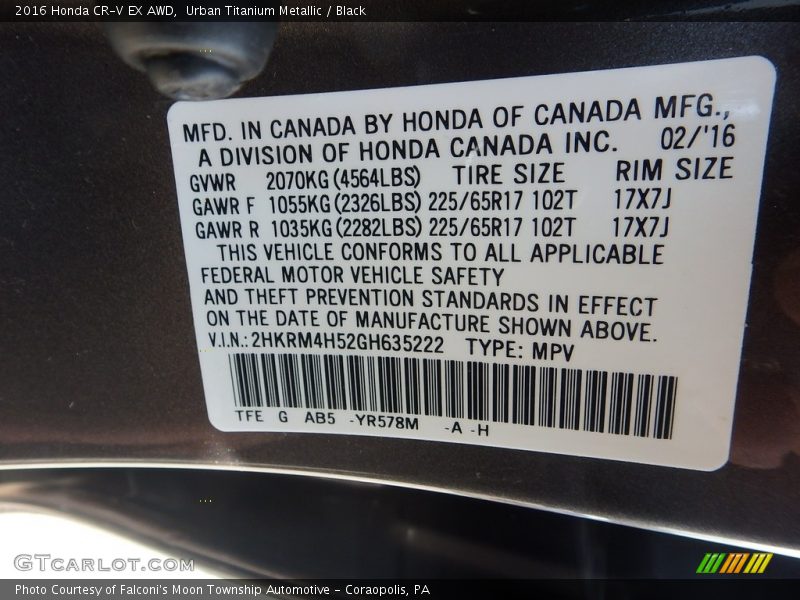 2016 Honda CR-V EX AWD,  Urban Titanium Metallic / Black
MFD. IN CANADA BY HONDA OF CANADA MFG.,
A DIVISION OF HONDA CANADA INC. 02/'16
GVWR 2070KG(4564LBS) TIRE SIZE RIM SIZE
GAWR F 1055KG(2326LBS) 225/65R17 102T 17X7J
GAWR R 1035KG(2282LBS) 225/65R17 102T 17X7J
THIS VEHICLE CONFORMS TO ALL APPLICABLE
FEDERAL MOTOR VEHICLE SAFETY
AND THEFT PREVENTION STANDARDS IN EFFECT
ON THE DATE OF MANUFACTURE SHOWN ABOVE.
V.I.N.:2HKRM4H52GH635222 TYPE: MPV
TFE G AB5 -YR578M -A -H
GTcarlot.com
Photo Courtesy of Falconi's Moon Township Automotive - Coraopolis, PA